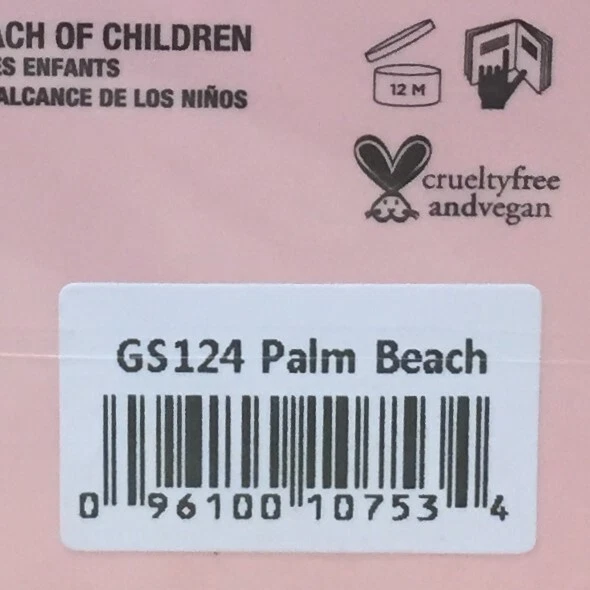 ACH OF CHILDREN
ES ENFANTS
ALCANCE DE LOS NIÑOS
12 M
crueltyfree
andvegan
GS124 Palm Beach
0 96100 10753 4